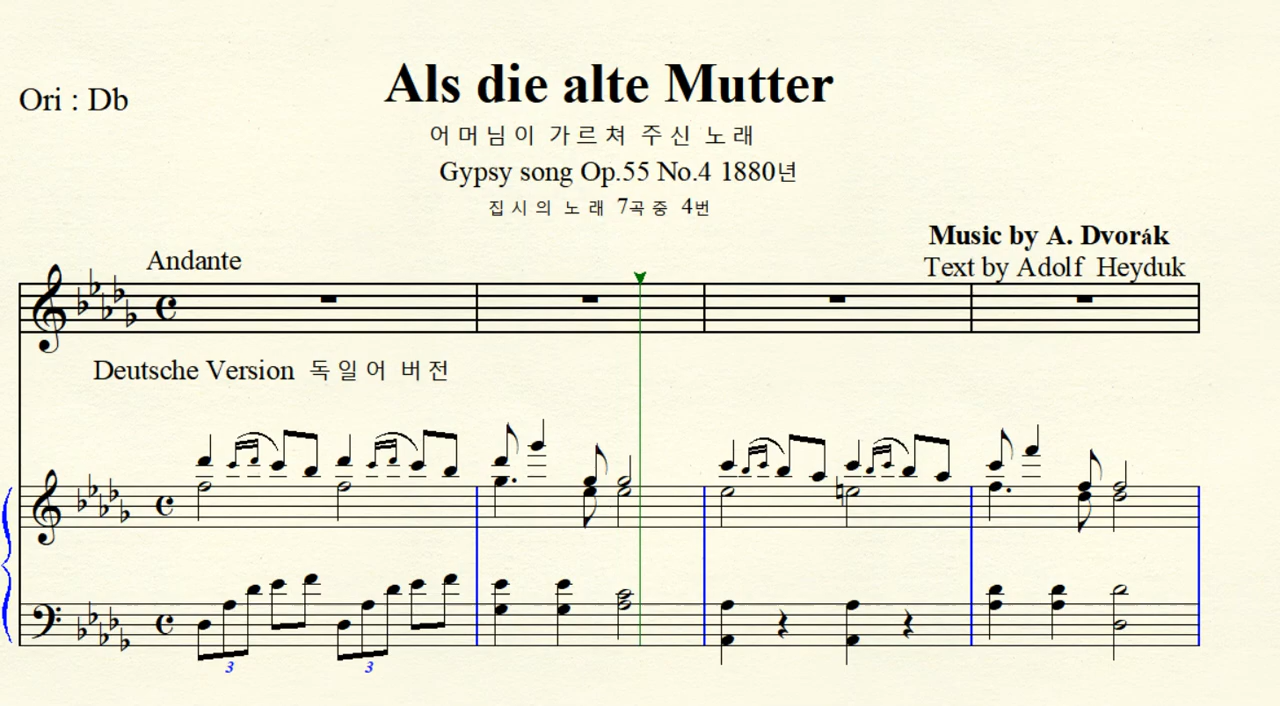 Als die alte Mutter
Ori : Db
어머님이 가르쳐 주신 노래
Gypsy song Op.55 No.4 1880년
집시의 노래 7곡중 4번
Music by A. Dvorák
Andante
Text by Adolf Heyduk
Deutsche Version 독일어 버전
3 3